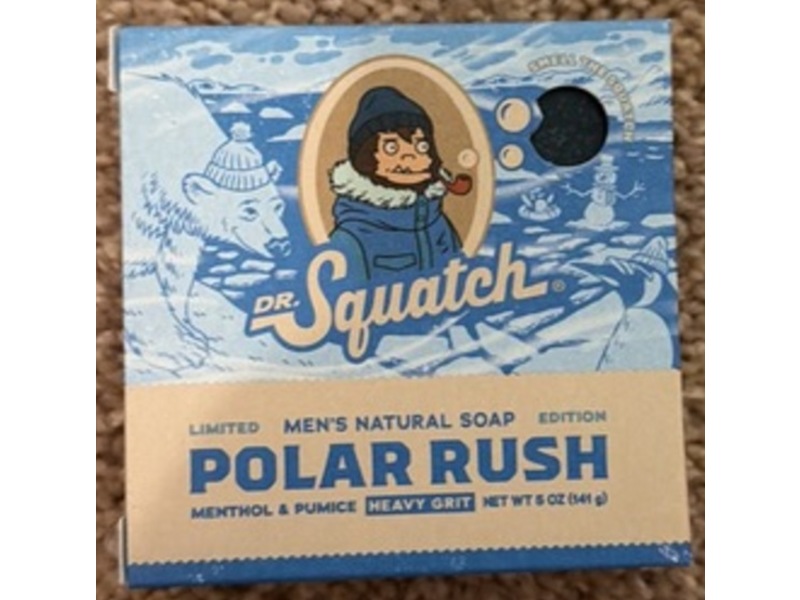 SMELL THE SQUATCH
DR. Squatch®
LIMITED MEN'S NATURAL SOAP EDITION
POLAR RUSH
MENTHOL & PUMICE HEAVY GRIT NET WT 5 OZ (141 g)